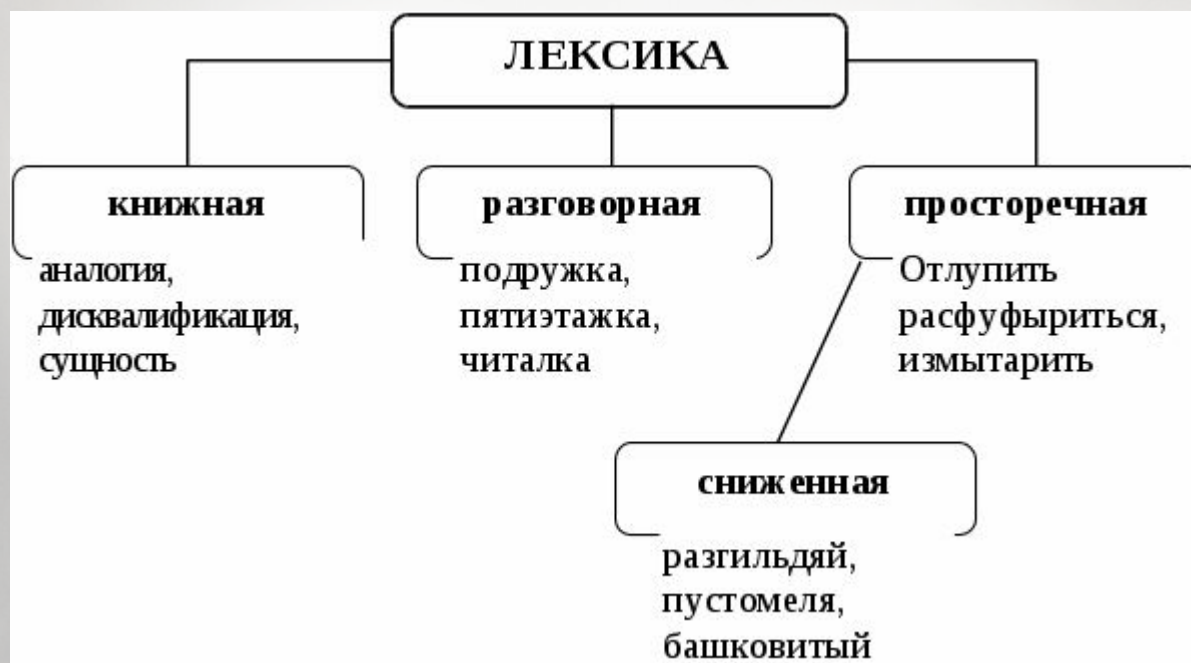 ЛЕКСИКА
книжная
аналогия,
дисквалификация,
сущность
разговорная
подружка,
пятиэтажка,
читалка
просторечная
Отлупить
расфуфыриться,
измытарить
сниженная
разгильдяй,
пустомеля,
башковитый